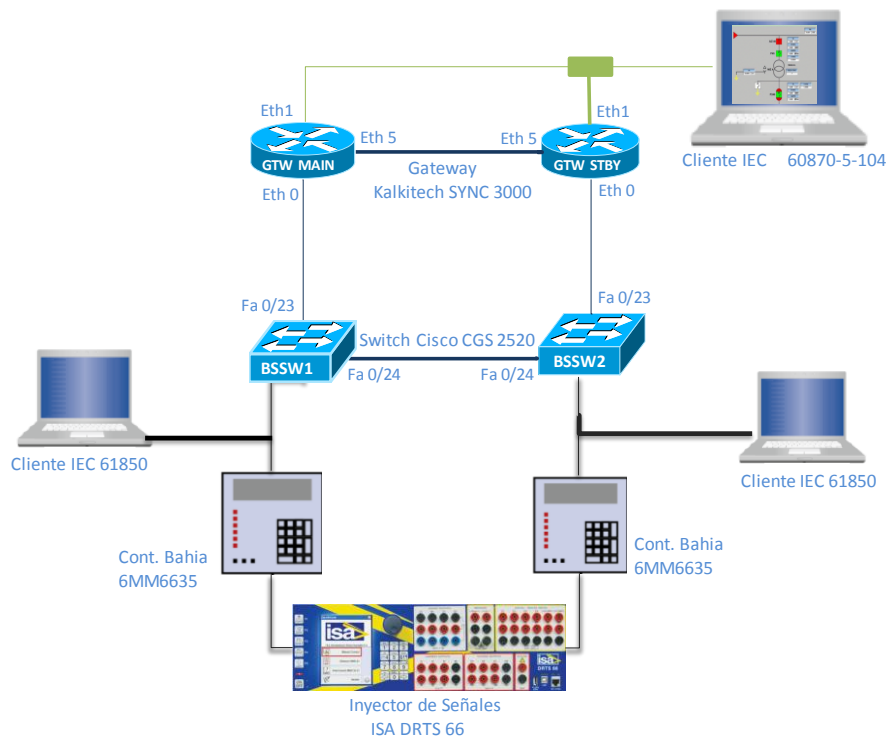 Eth1
Eth1
Eth 5
Eth 5
GTW MAIN
GTW STBY
Cliente IEC 60870-5-104
Gateway
Kalkitech SYNC 3000
Eth 0
Eth 0
Fa 0/23
Fa 0/23
Switch Cisco CGS 2520
BSSW1
BSSW2
Fa 0/24
Fa 0/24
Cliente IEC 61850
Cliente IEC 61850
Cont. Bahia
6MM6635
Cont. Bahia
6MM6635
isa
isa
DRTS 66
Inyector de Señales
ISA DRTS 66